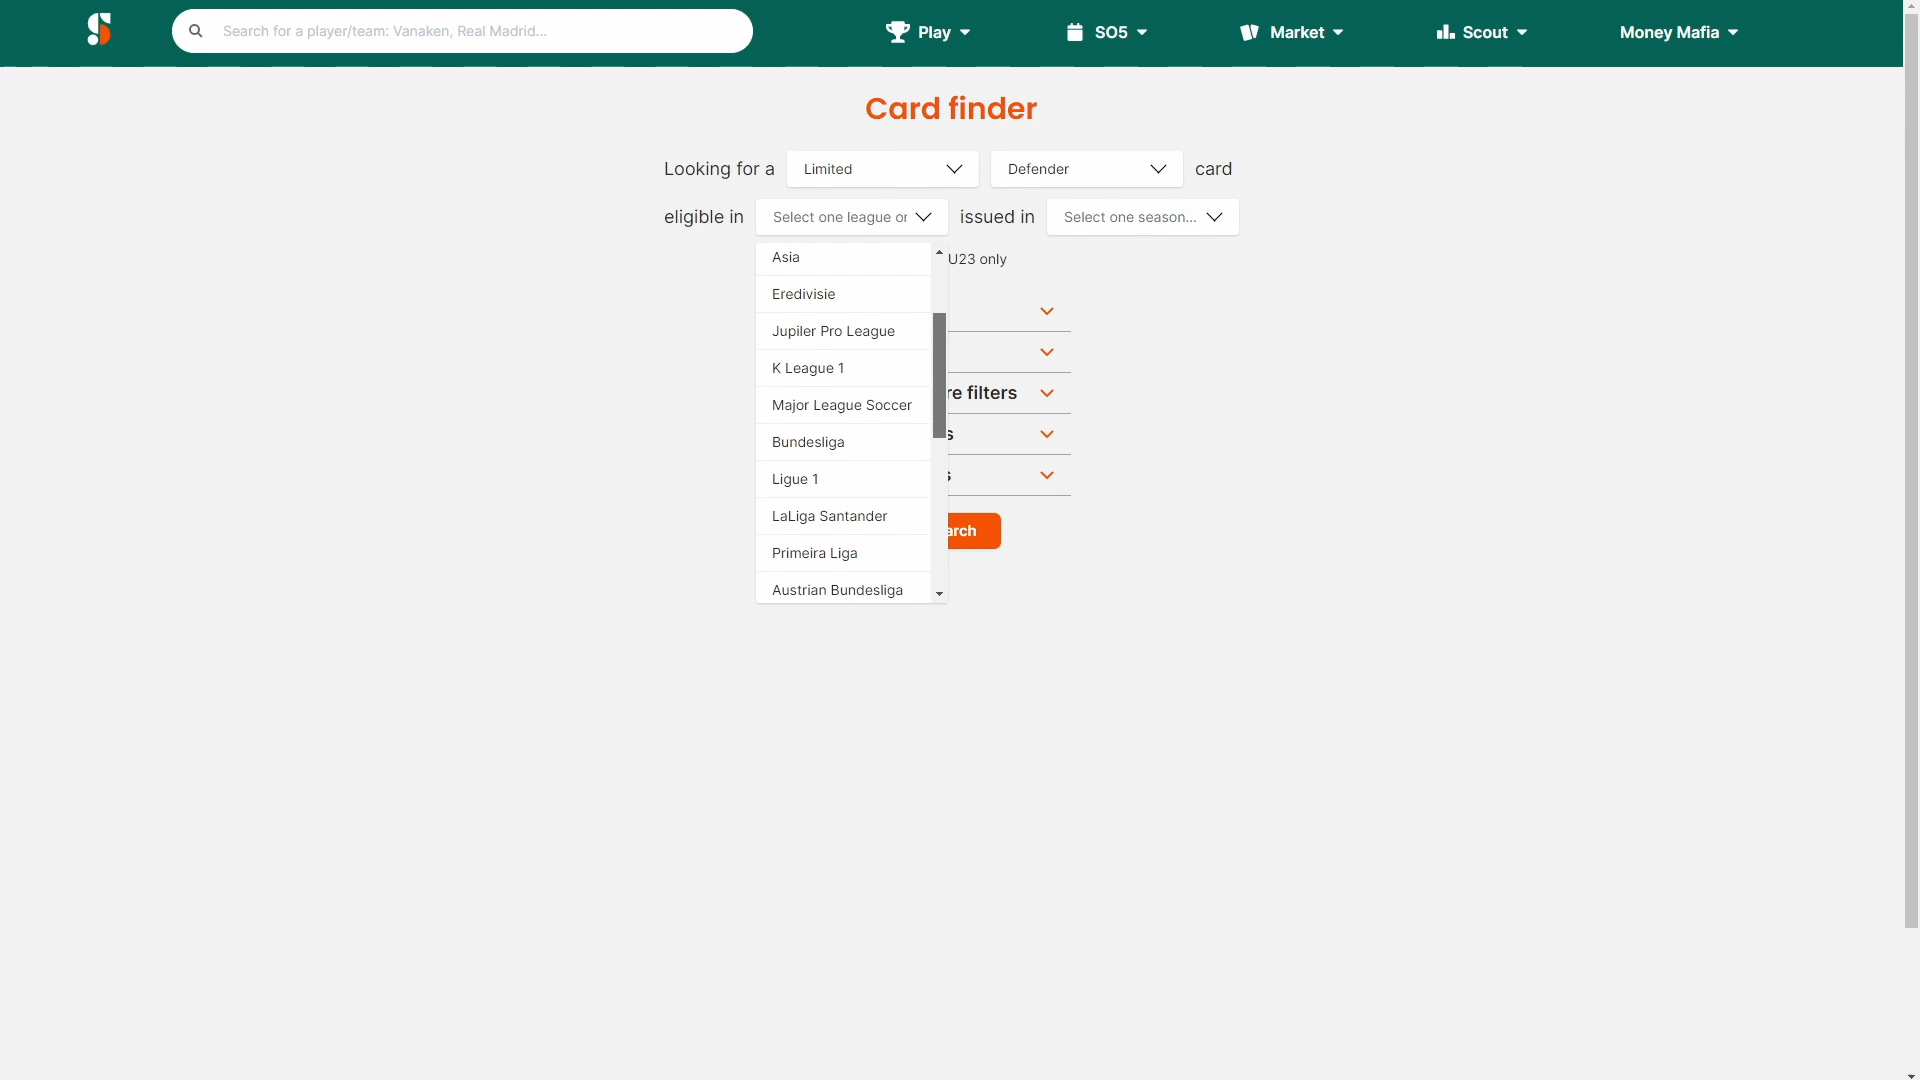 Search for a player/team: Vanaken, Real Madrid...
Play
SO5
Market
Scout
Money Mafia
Card finder
Looking for a Limited Defender card
eligible in Select one league or issued in Select one season...
U23 only
Asia
Eredivisie
Jupiler Pro League
K League 1
Major League Soccer
Bundesliga
Ligue 1
LaLiga Santander
Primeira Liga
Austrian Bundesliga
re filters
s
s
arch